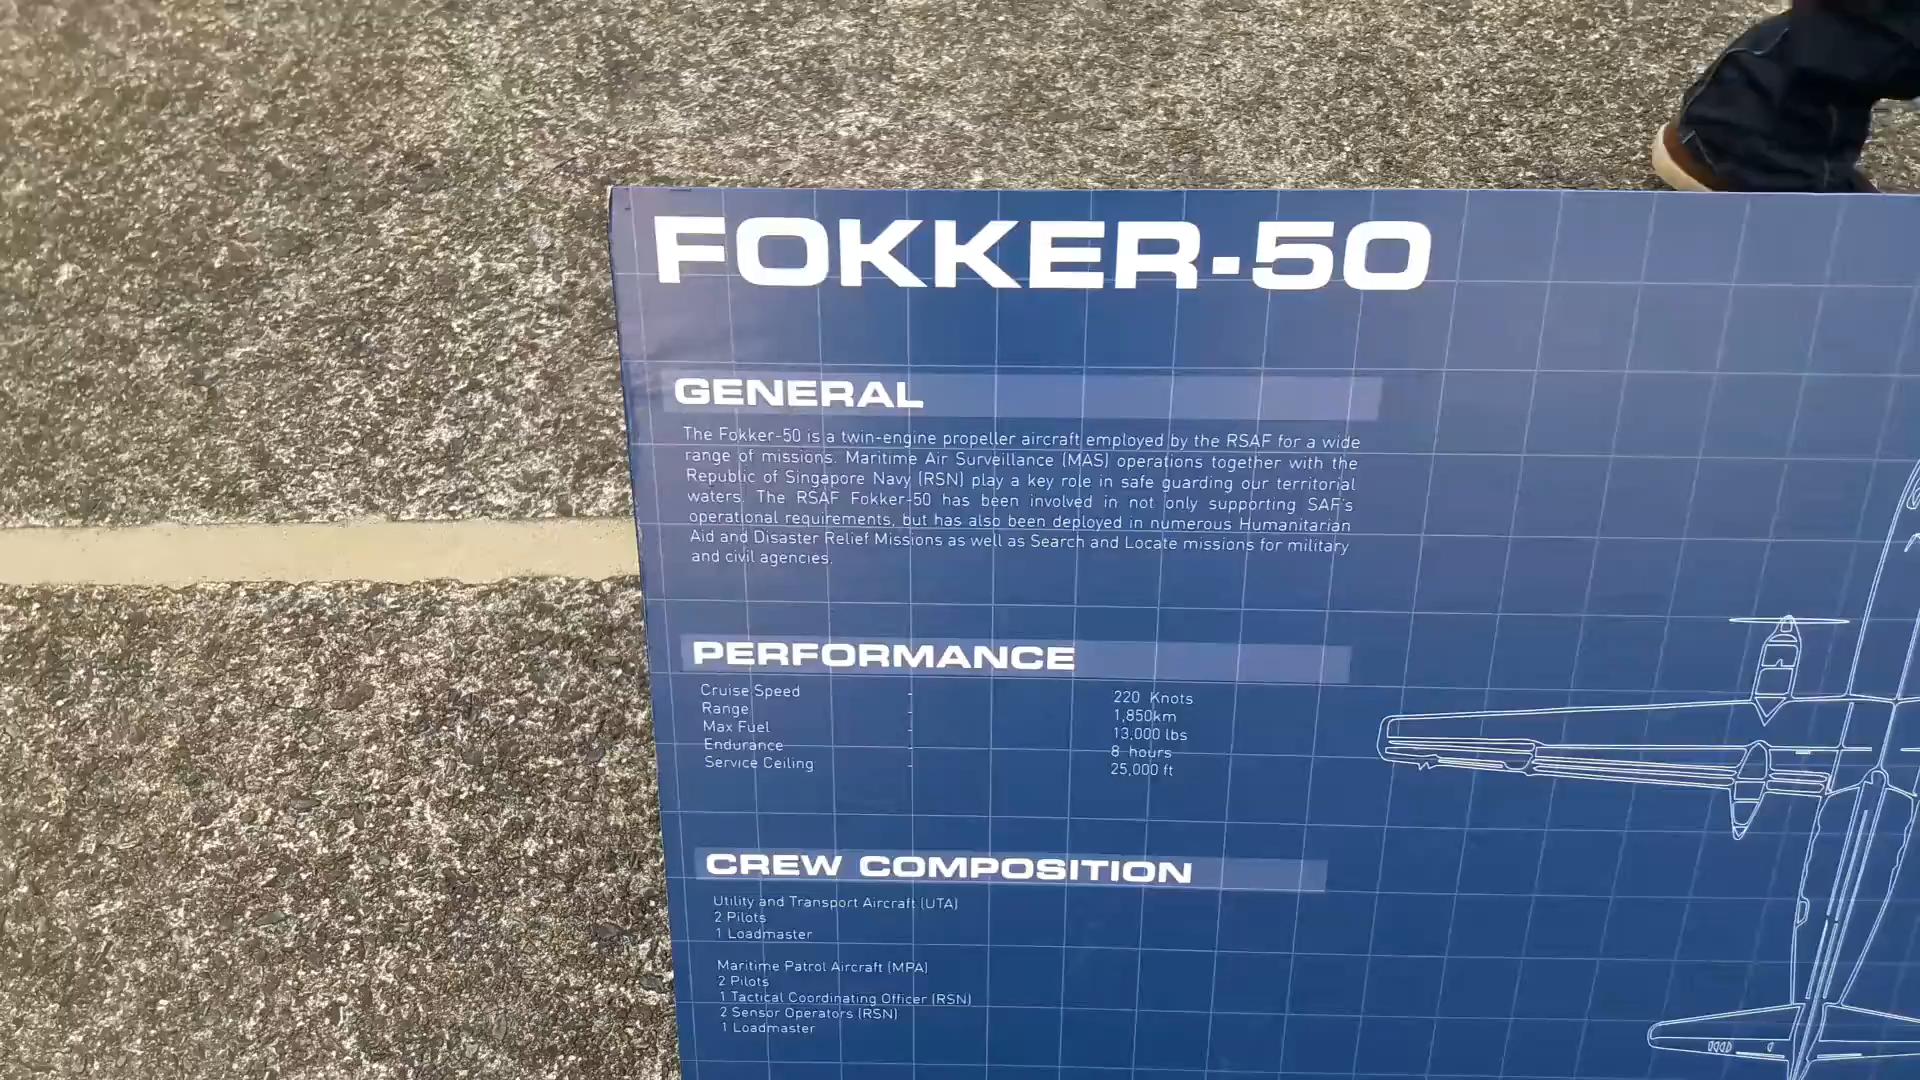 FOKKER-50
GENERAL
The Fokker-50 is a twin-engine propeller aircraft employed by the RSAF for a wide
range of missions. Maritime Air Surveillance (MAS) operations together with the
Republic of Singapore Navy (RSN) play a key role in safe guarding our territorial
waters. The RSAF Fokker-50 has been involved in not only supporting SAF's
operational requirements, but has also been deployed in numerous Humanitarian
Aid and Disaster Relief Missions as well as Search and Locate missions for military
and civil agencies.
PERFORMANCE
Cruise Speed - 220 Knots
Range - 1,850km
Max Fuel - 13,000 lbs
Endurance - 8 hours
Service Ceiling - 25,000 ft
CREW COMPOSITION
Utility and Transport Aircraft (UTA)
2 Pilots
1 Loadmaster
Maritime Patrol Aircraft (MPA)
2 Pilots
1 Tactical Coordinating Officer (RSN)
2 Sensor Operators (RSN)
1 Loadmaster